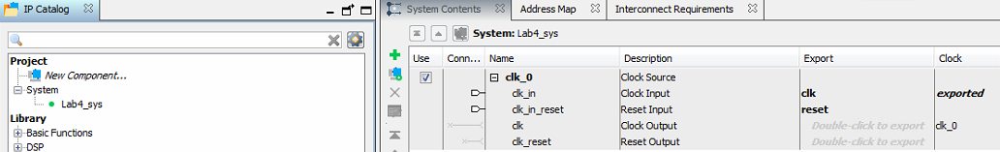 IP Catalog
Project
New Component...
System
Lab4_sys
Library
Basic Functions
DSP
System Contents Address Map Interconnect Requirements
System: Lab4_sys
Use Conn... Name Description Export Clock
clk_0 Clock Source
clk_in Clock Input clk exported
clk_in_reset Reset Input reset
clk Clock Output Double-click to export clk_0
clk_reset Reset Output Double-click to export